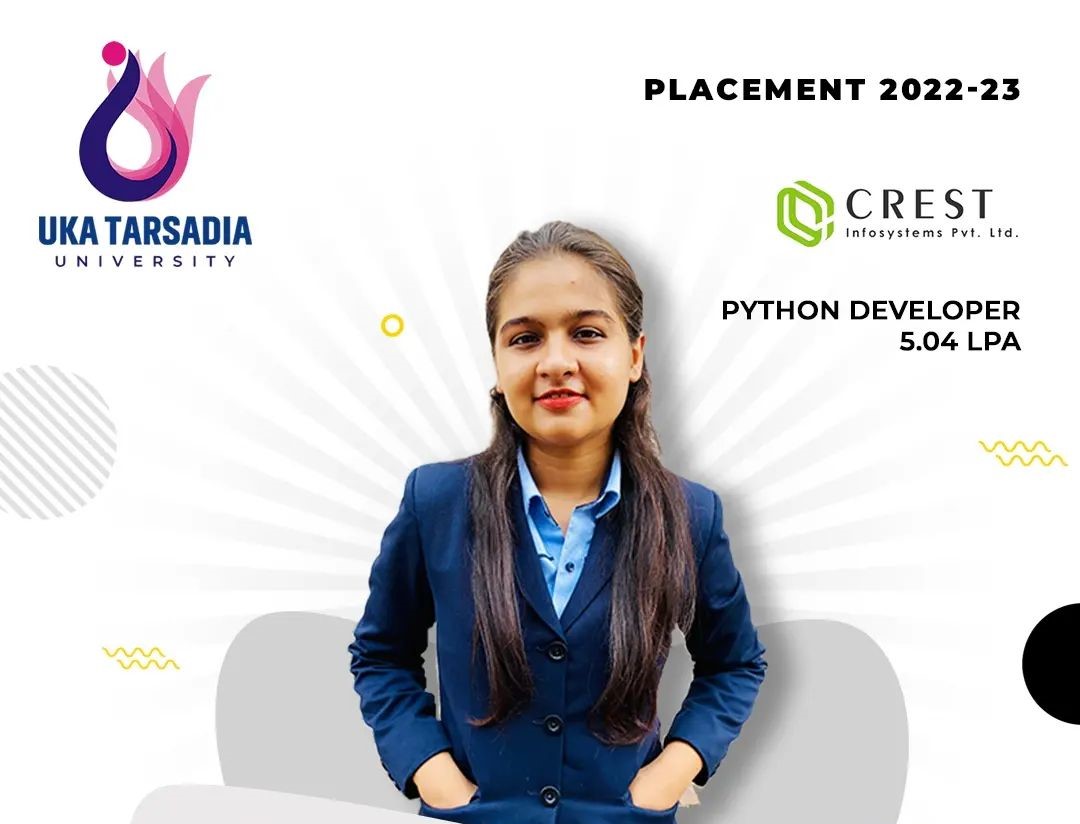 UKA TARSADIA
UNIVERSITY
PLACEMENT 2022-23
CREST
Infosystems Pvt. Ltd.
PYTHON DEVELOPER
5.04 LPA